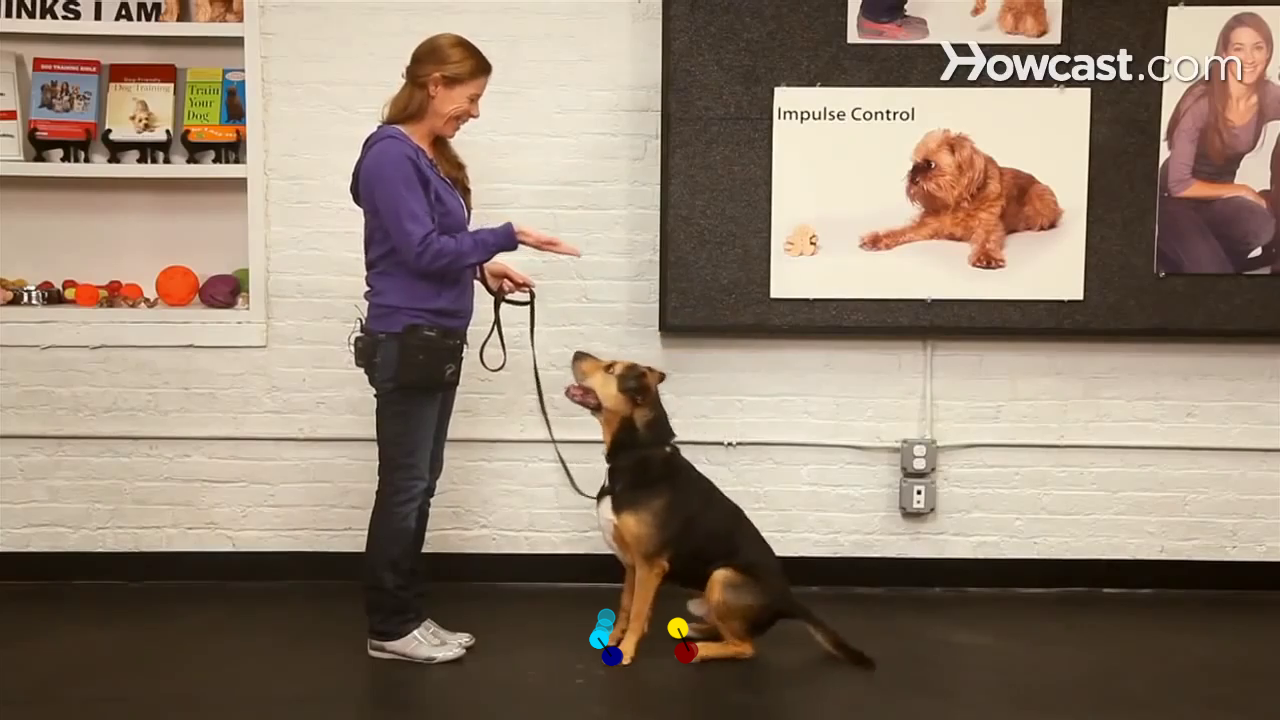 INKS I AM
DOG TRAINING BIBLE
Dog-Friendly
Dog Training
Train
Your
Dog
Howcast.com
Impulse Control